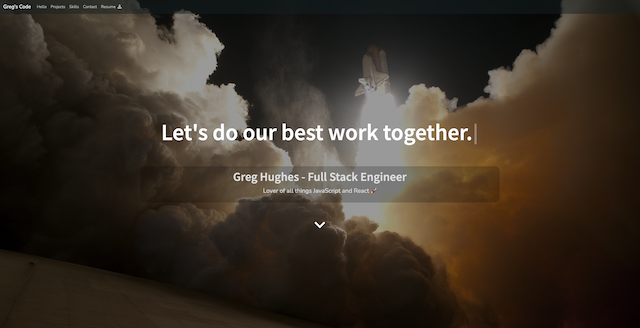 Greg's Code Hello Projects Skills Contact Resume
Let's do our best work together.
Greg Hughes - Full Stack Engineer
Lover of all things JavaScript and React 🚀